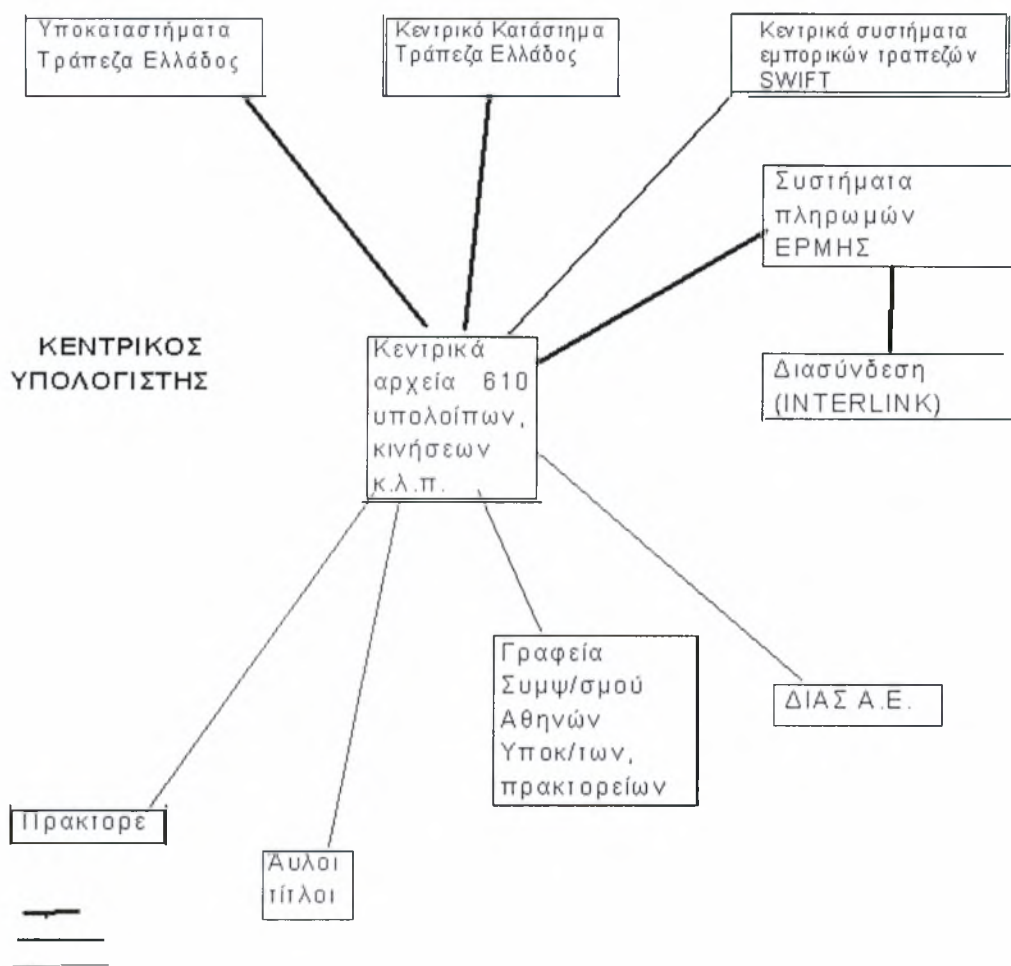 Υποκαταστήματα
Τράπεζα Ελλάδος
Κεντρικό Κατάστημα
Τράπεζα Ελλάδος
Κεντρικά συστήματα
εμπορικών τραπεζών
SWIFT
Συστήματα
πληρωμών
ΕΡΜΗΣ
ΚΕΝΤΡΙΚΟΣ
ΥΠΟΛΟΓΙΣΤΗΣ
Κεντρικά
αρχεία 610
υπολοίπων,
κινήσεων
κ.λ.π.
Διασύνδεση
(INTERLINK)
Γραφεία
Συμψ/σμού
Αθηνών
Υποκ/των,
πρακτορείων
ΔΙΑΣ Α.Ε.
Πρακτορε
Άυλοι
τίτλοι